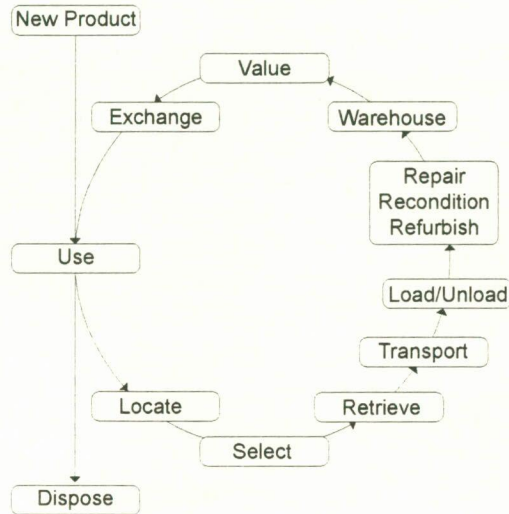 New Product
Value
Exchange
Warehouse
Repair
Recondition
Refurbish
Use
Load/Unload
Transport
Locate
Retrieve
Select
Dispose